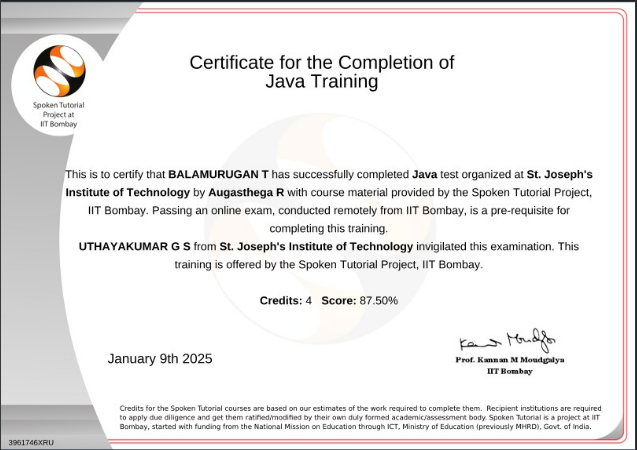 Certificate for the Completion of
Java Training
Spoken Tutorial
Project at
IIT Bombay
This is to certify that BALAMURUGAN T has successfully completed Java test organized at St. Joseph's
Institute of Technology by Augasthega R with course material provided by the Spoken Tutorial Project,
IIT Bombay. Passing an online exam, conducted remotely from IIT Bombay, is a pre-requisite for
completing this training.
UTHAYAKUMAR G S from St. Joseph's Institute of Technology invigilated this examination. This
training is offered by the Spoken Tutorial Project, IIT Bombay.
Credits: 4 Score: 87.50%
January 9th 2025
Prof. Kannan M Moudgalya
IIT Bombay
Credits for the Spoken Tutorial courses are based on our estimates of the work required to complete them. Recipient institutions are required
to apply due diligence and get them ratified/modified by their own duly formed academic/assessment body. Spoken Tutorial is a project at IIT
Bombay, started with funding from the National Mission on Education through ICT, Ministry of Education (previously MHRD), Govt. of India.
3961746XRU